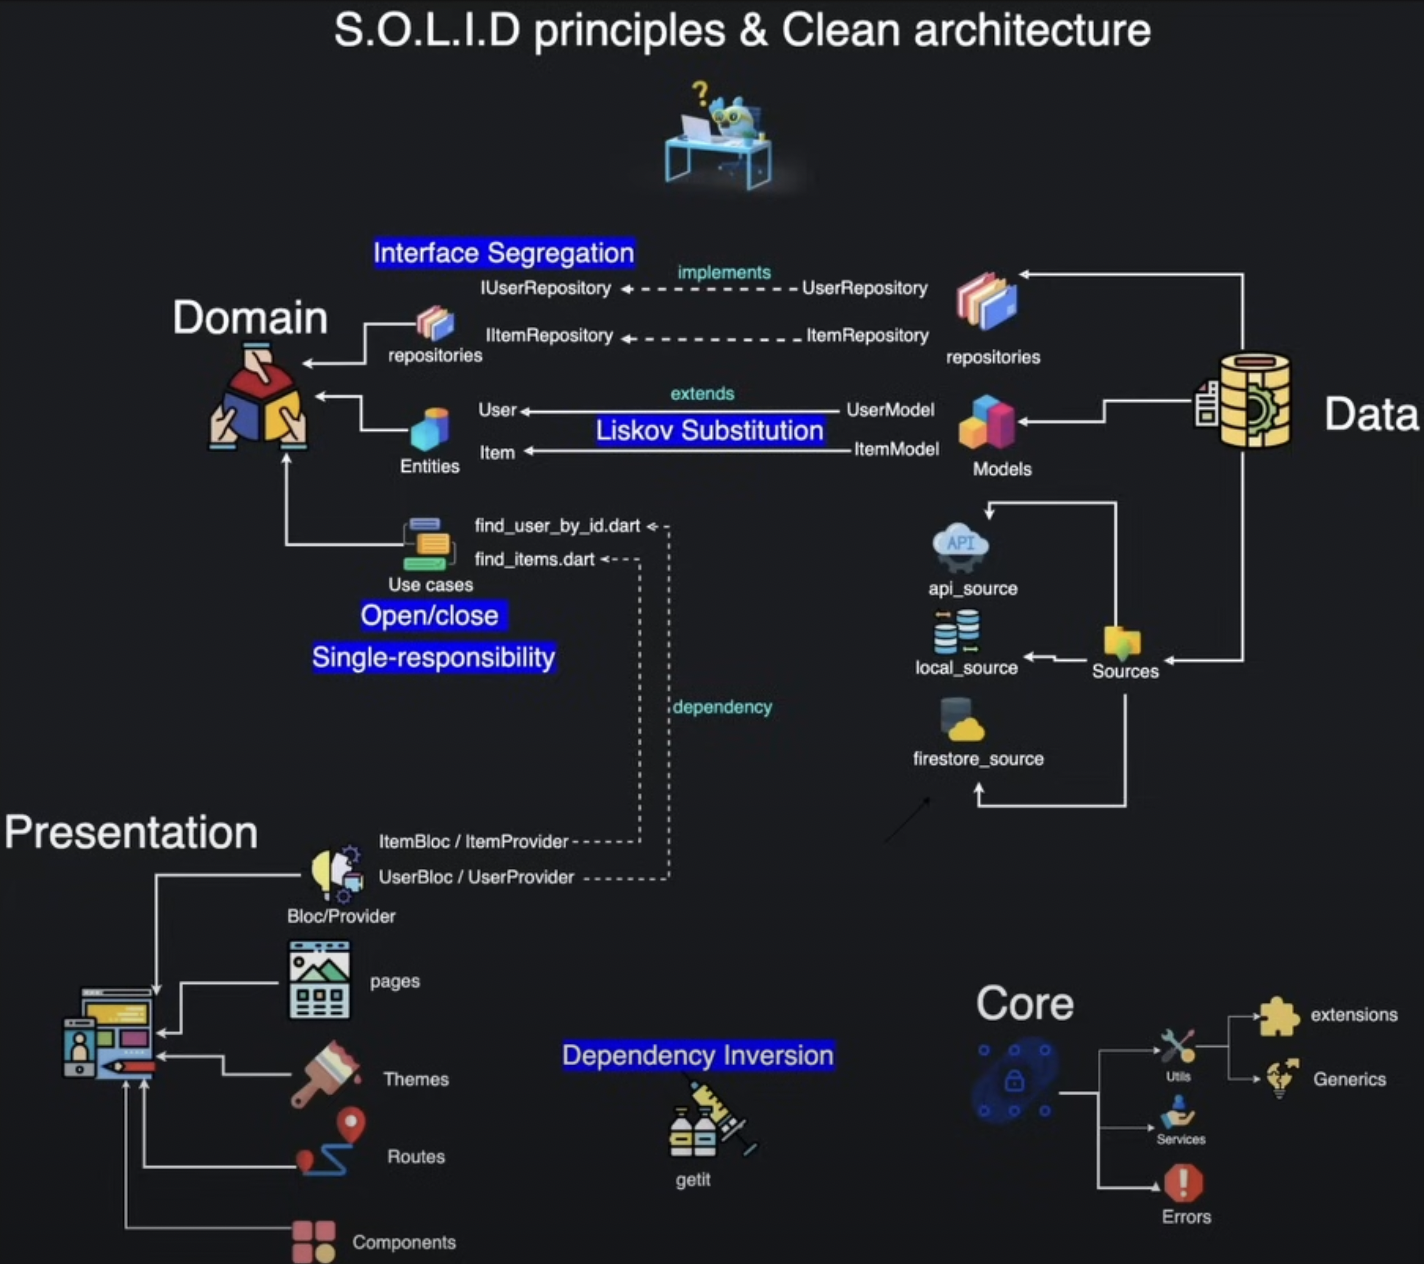 S.O.L.I.D principles & Clean architecture
?
Interface Segregation
implements
IUserRepository
UserRepository
Domain
IItemRepository
ItemRepository
repositories
repositories
extends
User
UserModel
Data
Liskov Substitution
Item
ItemModel
Entities
Models
find_user_by_id.dart
API
find_items.dart
Use cases
api_source
Open/close
Single-responsibility
local_source
Sources
dependency
firestore_source
Presentation
ItemBloc / ItemProvider
UserBloc / UserProvider
Bloc/Provider
pages
Core
extensions
Dependency Inversion
Utils
Themes
Generics
Services
Routes
getit
Errors
Components